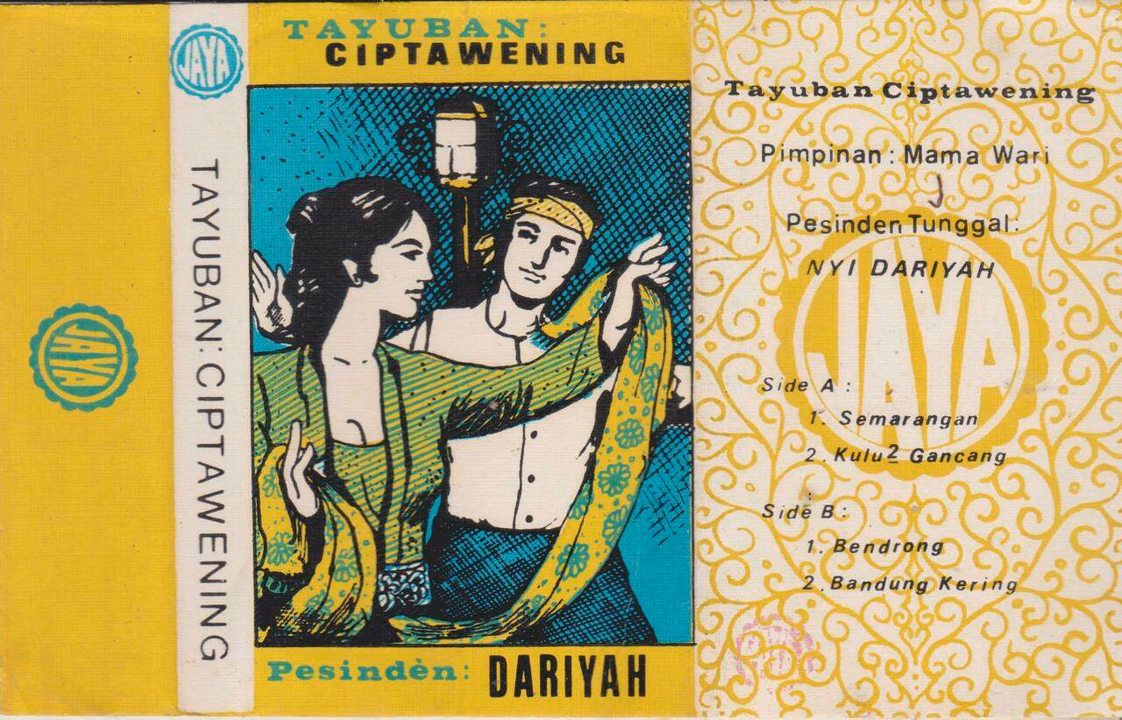 JAYA
JAYA
TAYUBAN: CIPTAWENING
TAYUBAN:
CIPTAWENING
Pesindèn: DARIYAH
Tayuban Ciptawening
Pimpinan: Mama Wari
Pesinden Tunggal:
NYI DARIYAH
JAYA
Side A :
1. Semarangan
2. Kulu2 Gancang
Side B :
1. Bendrong
2. Bandung Kering